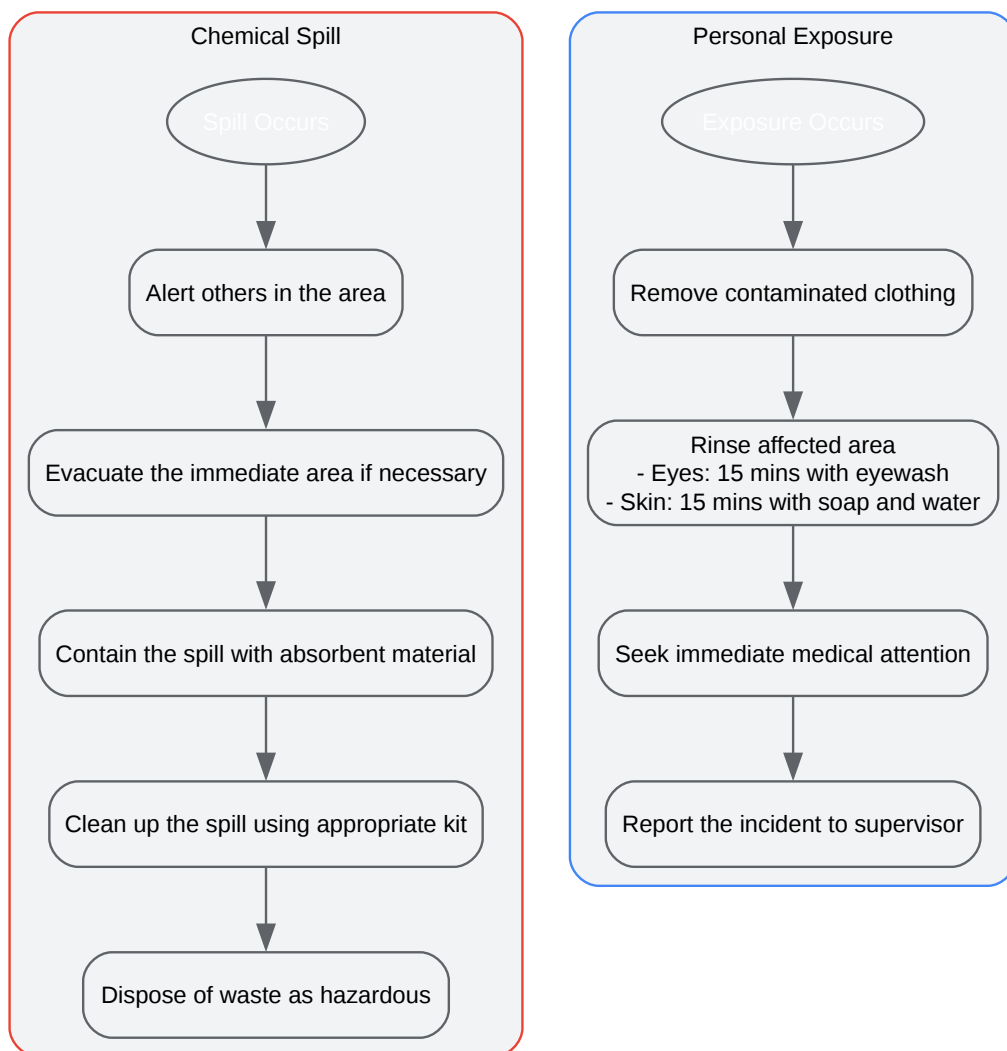 Chemical Spill
Spill Occurs
Alert others in the area
Evacuate the immediate area if necessary
Contain the spill with absorbent material
Clean up the spill using appropriate kit
Dispose of waste as hazardous
Personal Exposure
Exposure Occurs
Remove contaminated clothing
Rinse affected area
- Eyes: 15 mins with eyewash
- Skin: 15 mins with soap and water
Seek immediate medical attention
Report the incident to supervisor